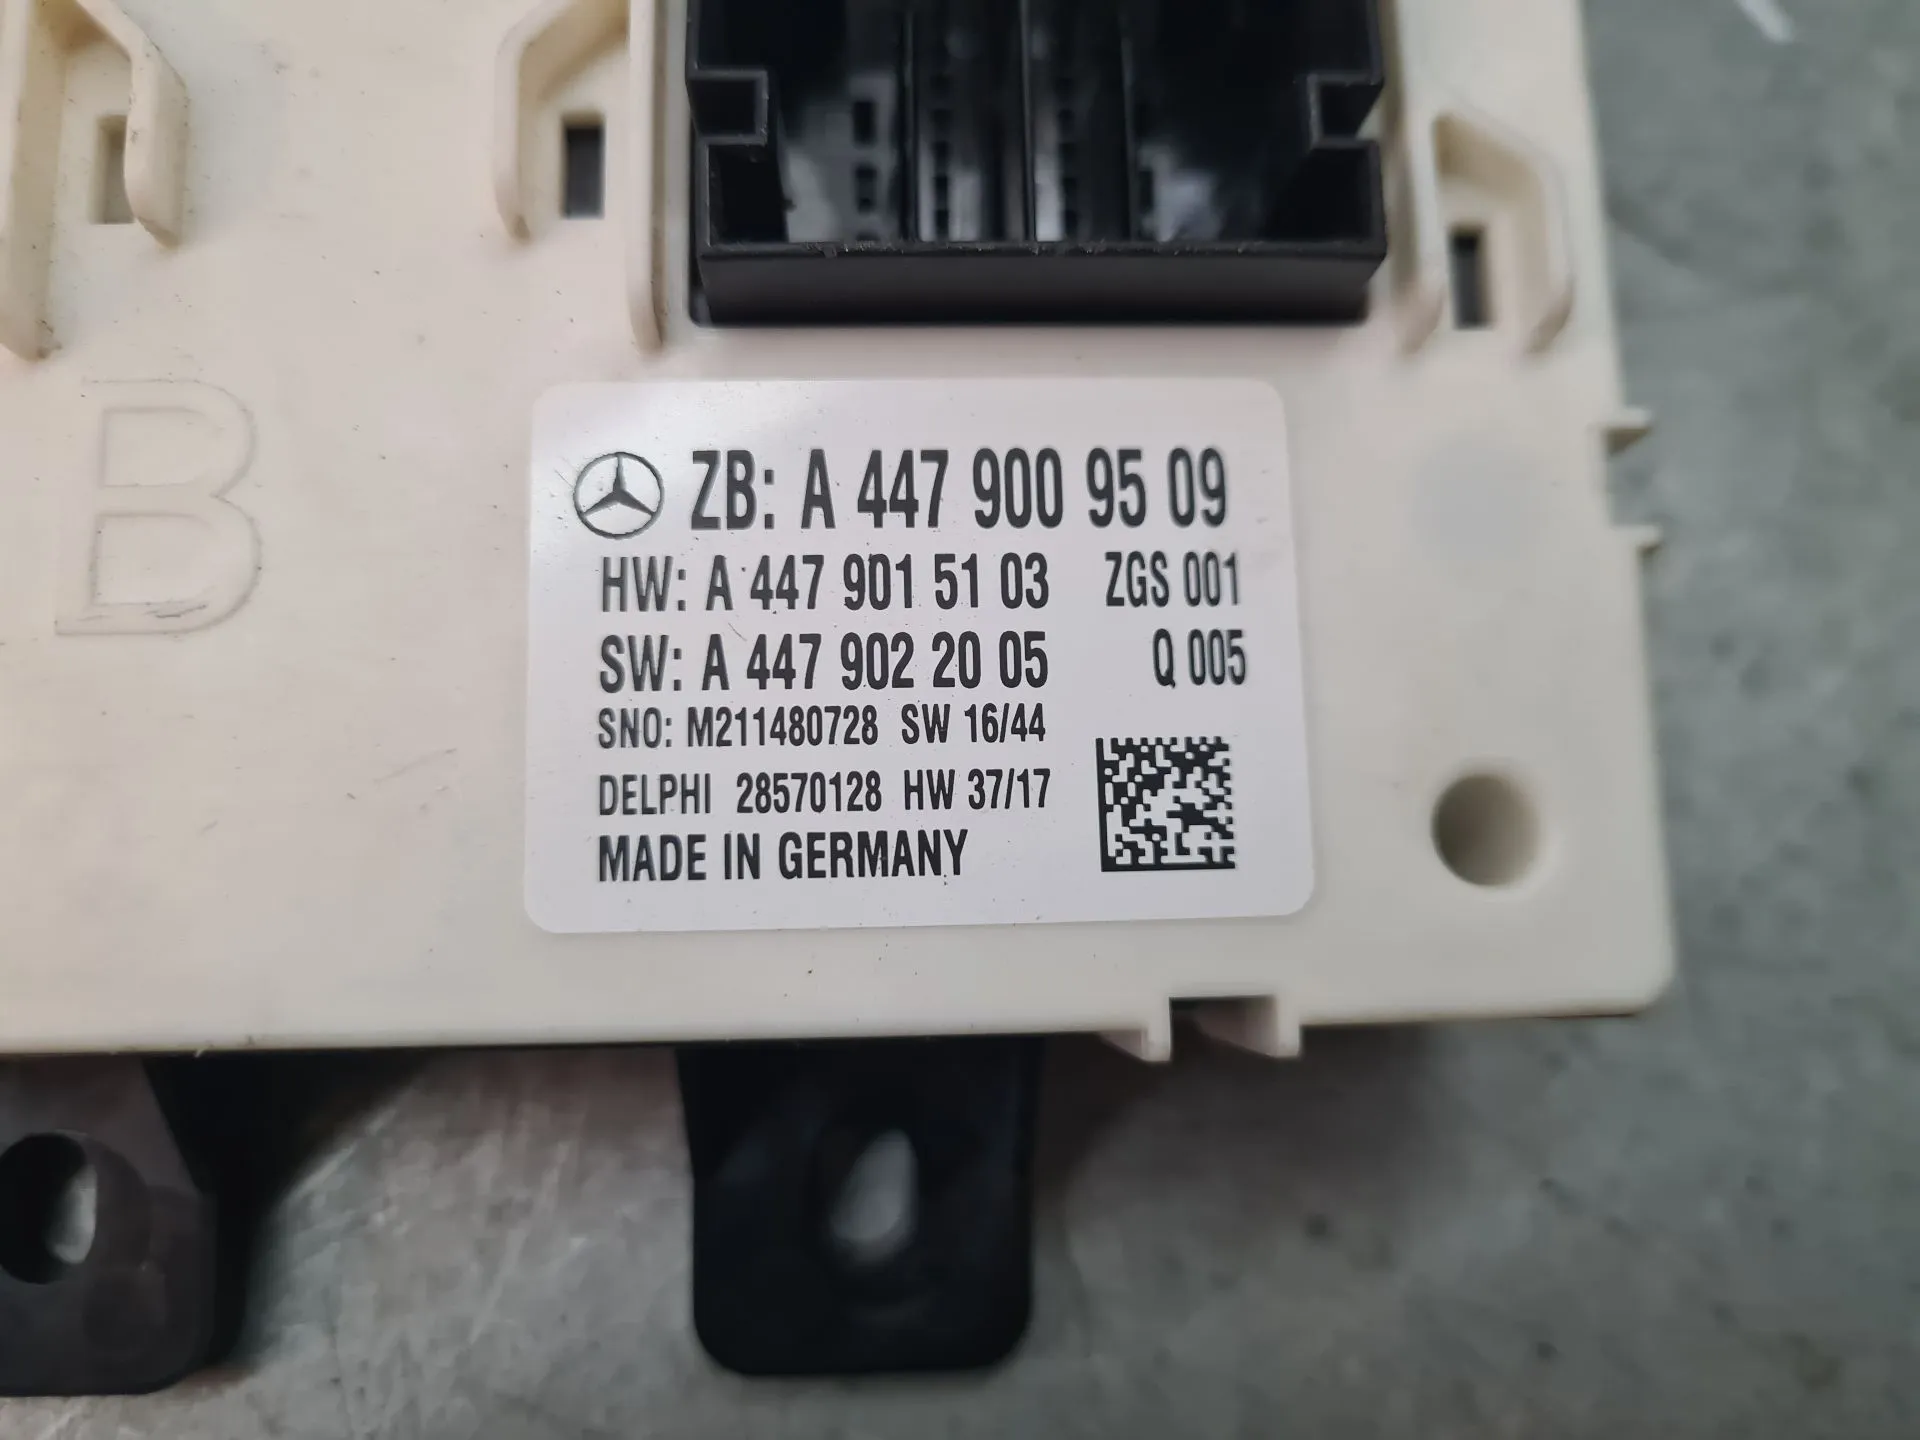 B
ZB: A 447 900 95 09
HW: A 447 901 51 03 ZGS 001
SW: A 447 902 20 05 Q 005
SNO: M211480728 SW 16/44
DELPHI 28570128 HW 37/17
MADE IN GERMANY